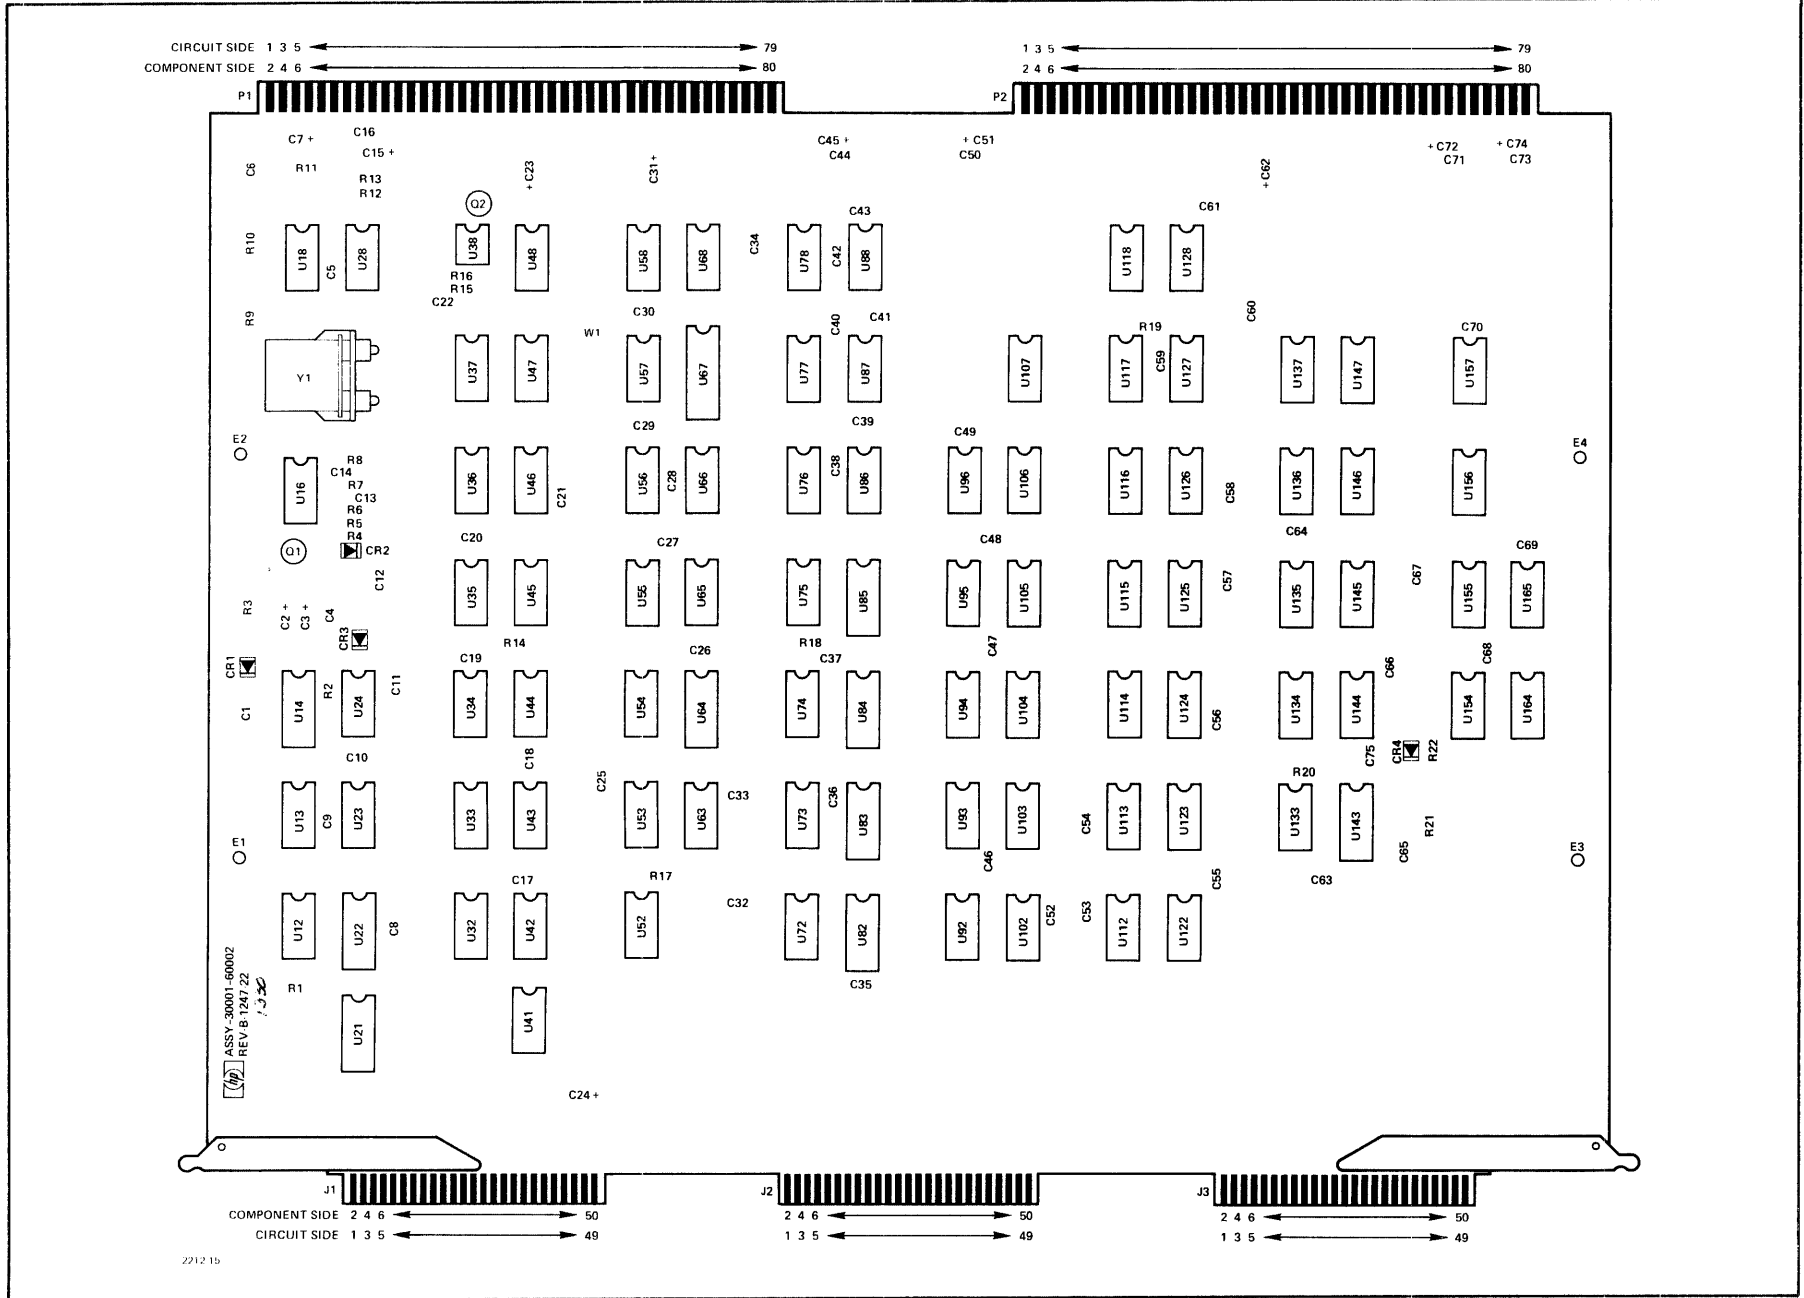 CIRCUIT SIDE 1 3 5 79 1 3 5 79
COMPONENT SIDE 2 4 6 80 2 4 6 80
P1 P2
C7 + C16 C45 + + C51 + C72 + C74
C15 + C44 C50 C71 C73
C6 R11 R13 + C23 C31 + + C62
R12
Q2 C43 C61
R10 U18 C5 U28 U38 U48 U58 U68 C34 U78 C42 U88 U118 U128
R16
R15
C22
R9 W1 C30 C40 C41 R19 C60 C70
Y1 U37 U47 U57 U67 U77 U87 U107 U117 C59 U127 U137 U147 U157
E2 C29 C39 C49 E4
R8
U16 C14 U36 U46 C21 U56 C28 U66 U76 C38 U86 U96 U106 U116 U126 C58 U136 U146 U156
R7
C13
R6
R5
R4
Q1 CR2 C20 C27 C48 C64 C69
C12 U35 U45 U55 U65 U75 U85 U95 U105 U115 U125 C57 U135 U145 C67 U155 U165
R3 C2 + C3 + C4
CR3 R14 R18 C47
CR1 C19 C26 C37 C66 C68
C1 U14 R2 U24 C11 U34 U44 U54 U64 U74 U84 U94 U104 U114 U124 C56 U134 U144 U154 U164
C10 C18 C75 CR4 R22
C25 C33 C36 R20
U13 C9 U23 U33 U43 U53 U63 U73 U83 U93 U103 C54 U113 U123 U133 U143 R21
E1 C46 C65 E3
C17 R17 C55 C63
U12 U22 C8 U32 U42 U52 C32 U72 U82 U92 U102 C52 C53 U112 U122
R1 C35
U21 U41
hp ASSY-30001-60002
REV-B-1247-22
C24 +
J1 J2 J3
COMPONENT SIDE 2 4 6 50 2 4 6 50 2 4 6 50
CIRCUIT SIDE 1 3 5 49 1 3 5 49 1 3 5 49
2212-15